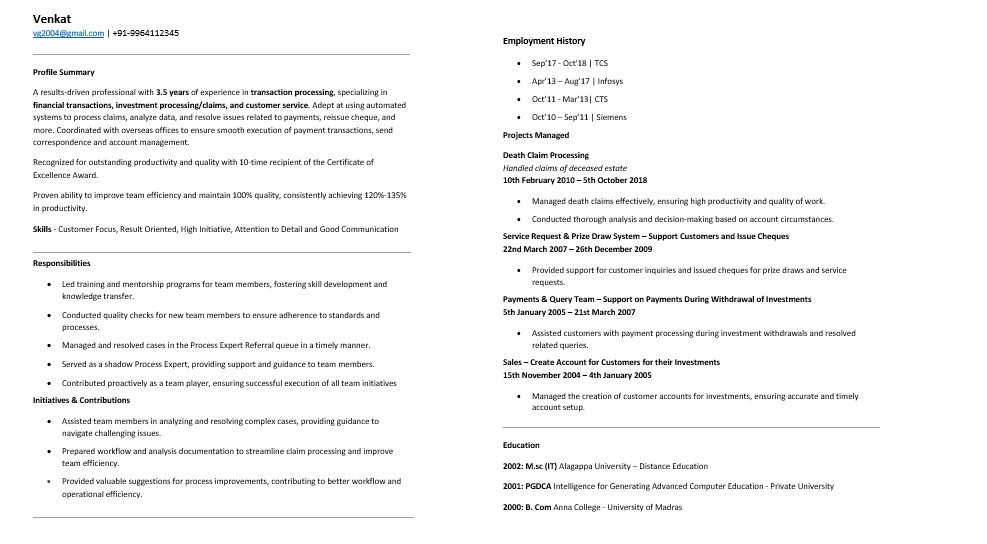 Venkat
vg2004@gmail.com | +91-9964112345
Profile Summary
A results-driven professional with 3.5 years of experience in transaction processing, specializing in
financial transactions, investment processing/claims, and customer service. Adept at using automated
systems to process claims, analyze data, and resolve issues related to payments, reissue cheque, and
more. Coordinated with overseas offices to ensure smooth execution of payment transactions, send
correspondence and account management.
Recognized for outstanding productivity and quality with 10-time recipient of the Certificate of
Excellence Award.
Proven ability to improve team efficiency and maintain 100% quality, consistently achieving 120%-135%
in productivity.
Skills - Customer Focus, Result Oriented, High Initiative, Attention to Detail and Good Communication
Responsibilities
• Led training and mentorship programs for team members, fostering skill development and
knowledge transfer.
• Conducted quality checks for new team members to ensure adherence to standards and
processes.
• Managed and resolved cases in the Process Expert Referral queue in a timely manner.
• Served as a shadow Process Expert, providing support and guidance to team members.
• Contributed proactively as a team player, ensuring successful execution of all team initiatives
Initiatives & Contributions
• Assisted team members in analyzing and resolving complex cases, providing guidance to
navigate challenging issues.
• Prepared workflow and analysis documentation to streamline claim processing and improve
team efficiency.
• Provided valuable suggestions for process improvements, contributing to better workflow and
operational efficiency.
Employment History
• Sep'17 - Oct'18 | TCS
• Apr'13 – Aug'17 | Infosys
• Oct'11 - Mar'13| CTS
• Oct'10 – Sep'11 | Siemens
Projects Managed
Death Claim Processing
Handled claims of deceased estate
10th February 2010 – 5th October 2018
• Managed death claims effectively, ensuring high productivity and quality of work.
• Conducted thorough analysis and decision-making based on account circumstances.
Service Request & Prize Draw System – Support Customers and Issue Cheques
22nd March 2007 – 26th December 2009
• Provided support for customer inquiries and issued cheques for prize draws and service
requests.
Payments & Query Team – Support on Payments During Withdrawal of Investments
5th January 2005 – 21st March 2007
• Assisted customers with payment processing during investment withdrawals and resolved
related queries.
Sales – Create Account for Customers for their Investments
15th November 2004 – 4th January 2005
• Managed the creation of customer accounts for investments, ensuring accurate and timely
account setup.
Education
2002: M.sc (IT) Alagappa University – Distance Education
2001: PGDCA Intelligence for Generating Advanced Computer Education - Private University
2000: B. Com Anna College - University of Madras